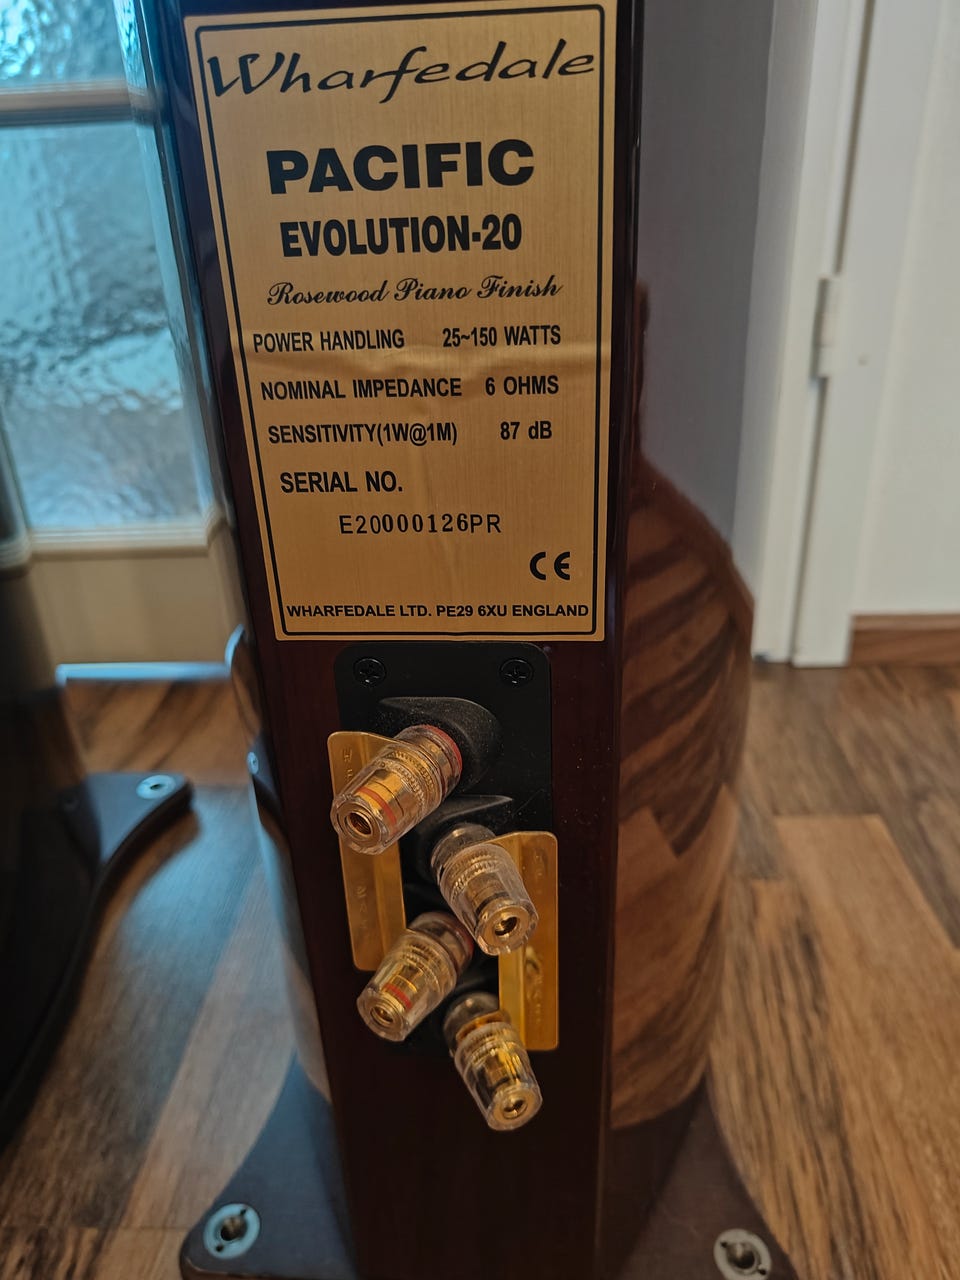 Wharfedale
PACIFIC
EVOLUTION-20
Rosewood Piano Finish
POWER HANDLING 25~150 WATTS
NOMINAL IMPEDANCE 6 OHMS
SENSITIVITY(1W@1M) 87 dB
SERIAL NO.
E20000126PR
CE
WHARFEDALE LTD. PE29 6XU ENGLAND